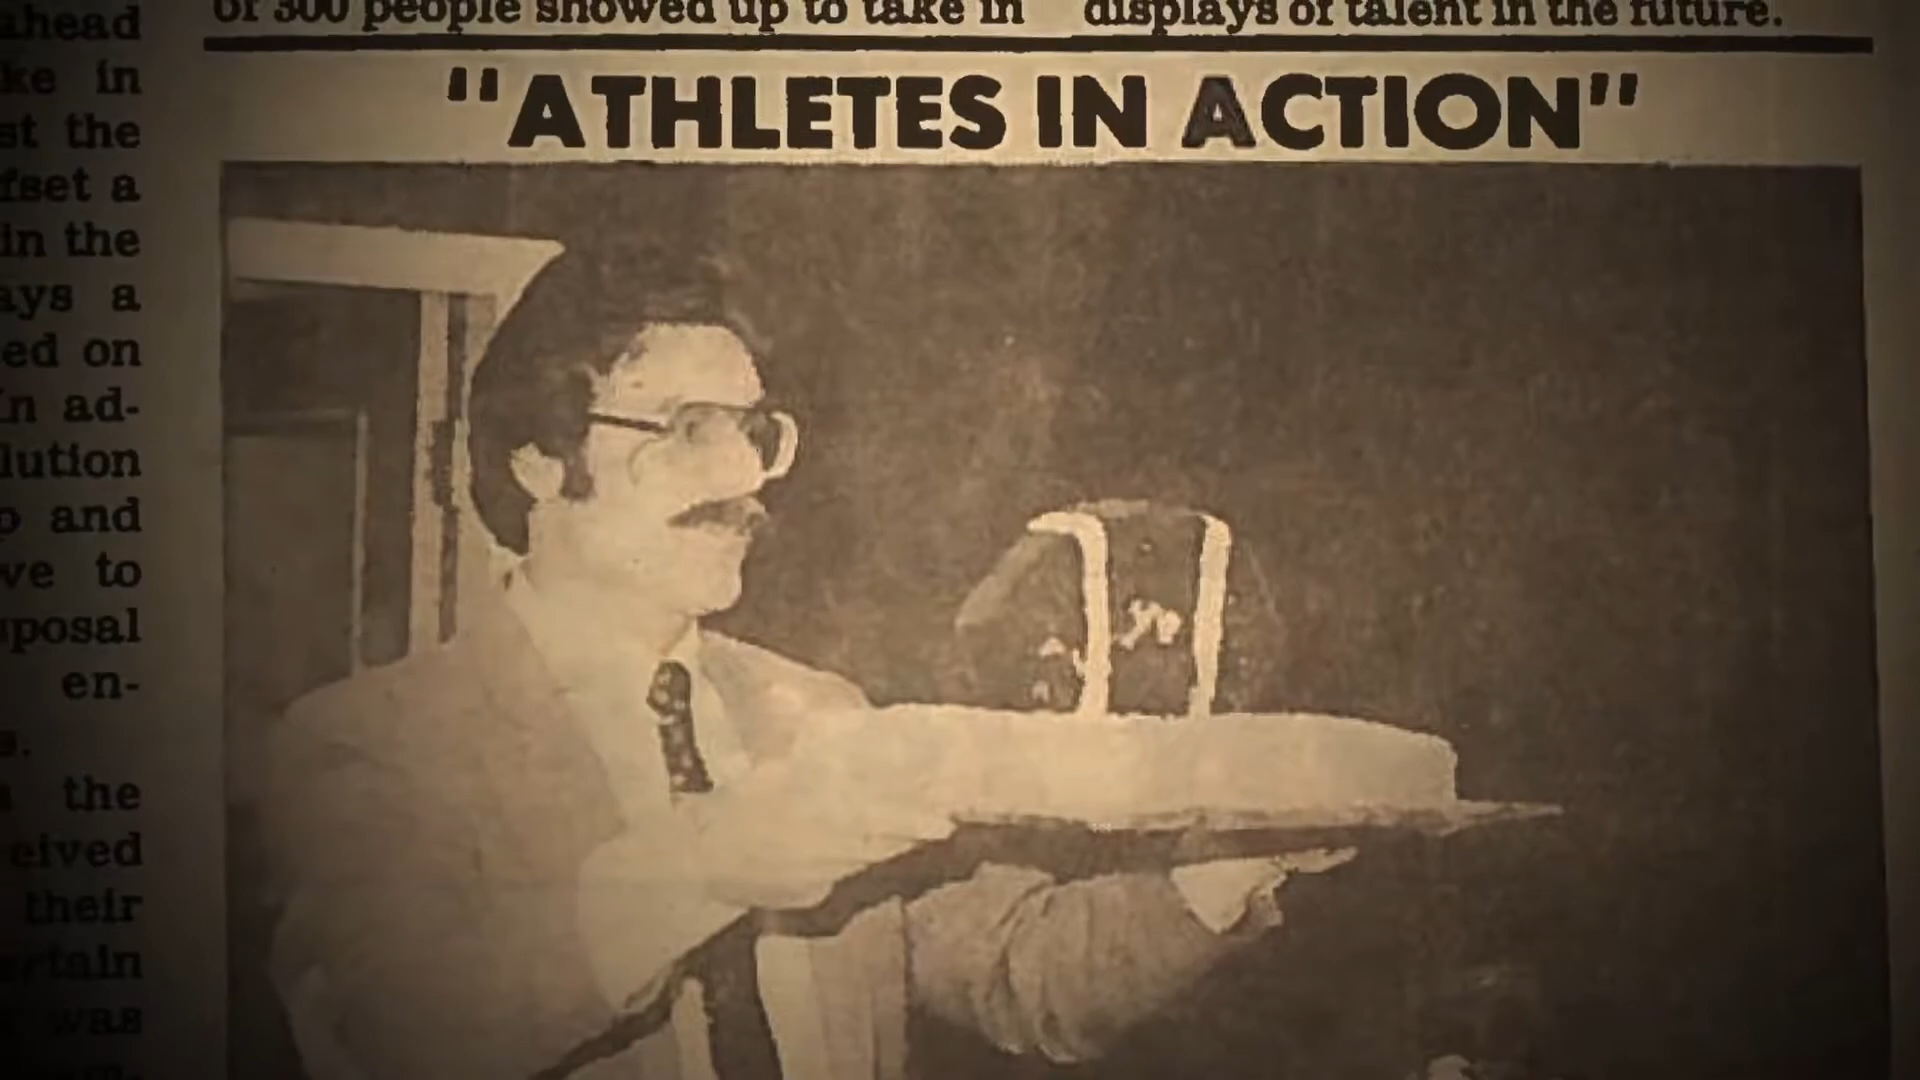 of 300 people showed up to take in
displays of talent in the future.
"ATHLETES IN ACTION"
ahead
ke in
st the
fset a
in the
ays a
ed on
In ad-
lution
p and
ve to
posal
en-
s.
the
eived
their
rtain
was